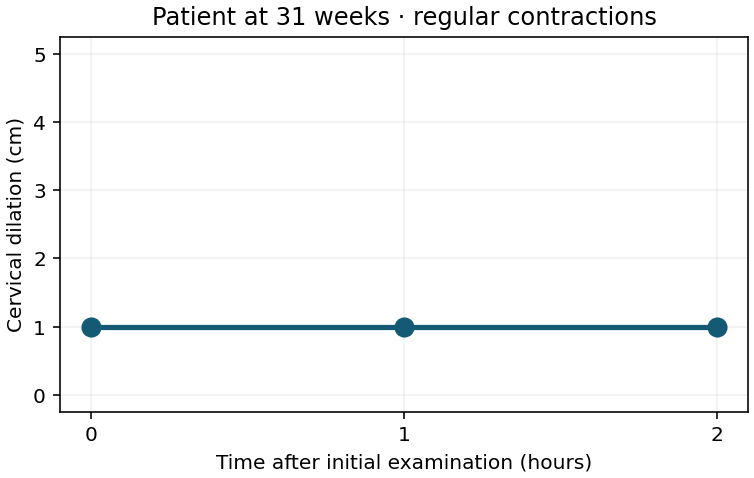 Patient at 31 weeks · regular contractions
Cervical dilation (cm)
5
4
3
2
1
0
0 1 2
Time after initial examination (hours)